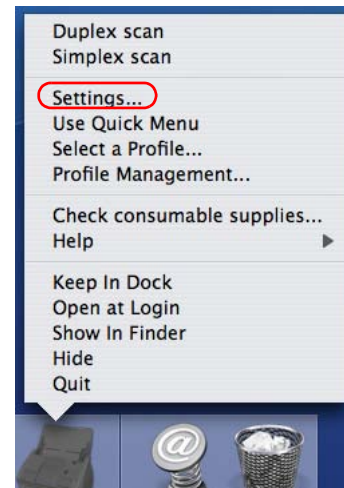 Duplex scan
Simplex scan
Settings...
Use Quick Menu
Select a Profile...
Profile Management...
Check consumable supplies...
Help
Keep In Dock
Open at Login
Show In Finder
Hide
Quit
@